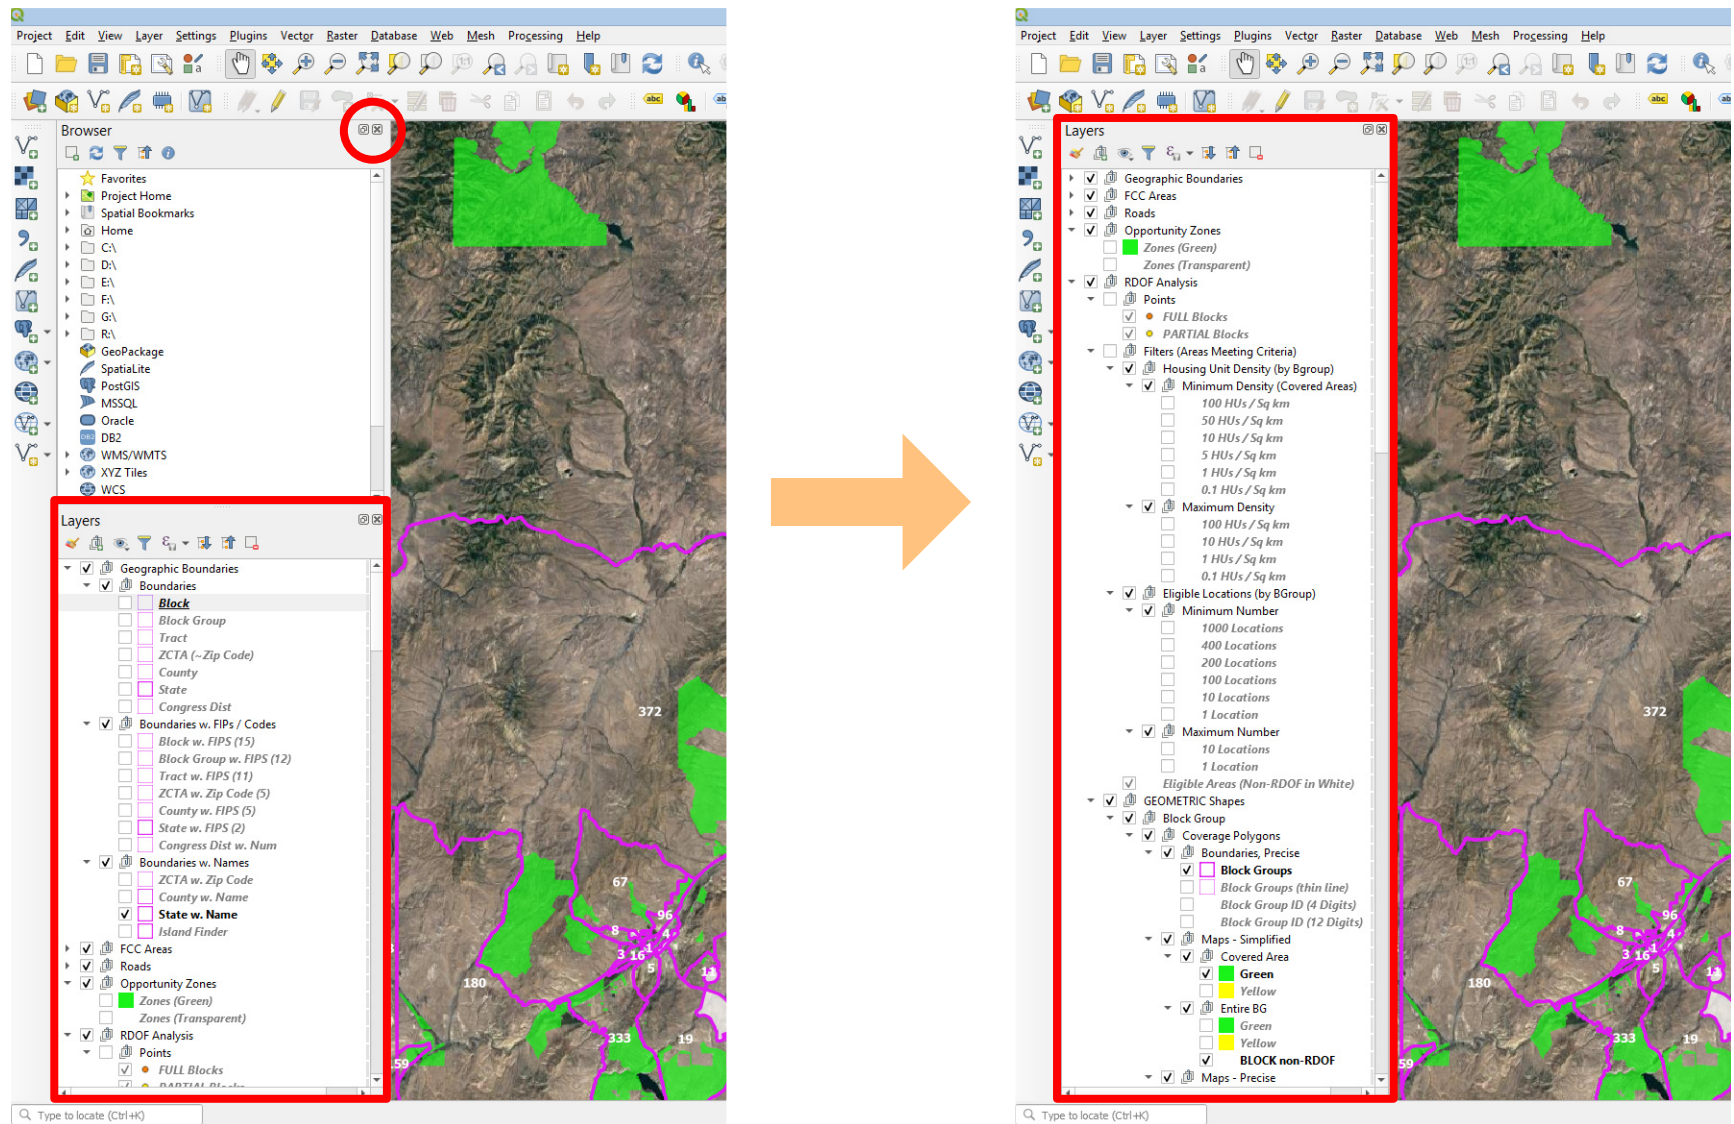 Project Edit View Layer Settings Plugins Vector Raster Database Web Mesh Processing Help
abc
Browser
Favorites
Project Home
Spatial Bookmarks
Home
C:\
D:\
E:\
F:\
G:\
R:\
GeoPackage
SpatiaLite
PostGIS
MSSQL
Oracle
DB2
WMS/WMTS
XYZ Tiles
WCS
Layers
Geographic Boundaries
Boundaries
Block
Block Group
Tract
ZCTA (~Zip Code)
County
State
Congress Dist
Boundaries w. FIPs / Codes
Block w. FIPS (15)
Block Group w. FIPS (12)
Tract w. FIPS (11)
ZCTA w. Zip Code (5)
County w. FIPS (5)
State w. FIPS (2)
Congress Dist w. Num
Boundaries w. Names
ZCTA w. Zip Code
County w. Name
State w. Name
Island Finder
FCC Areas
Roads
Opportunity Zones
Zones (Green)
Zones (Transparent)
RDOF Analysis
Points
FULL Blocks
PARTIAL Blocks
372
67
96
8
4
1
3 16
5
11
180
333
19
59
Type to locate (Ctrl+K)
Project Edit View Layer Settings Plugins Vector Raster Database Web Mesh Processing Help
abc
Layers
Geographic Boundaries
FCC Areas
Roads
Opportunity Zones
Zones (Green)
Zones (Transparent)
RDOF Analysis
Points
FULL Blocks
PARTIAL Blocks
Filters (Areas Meeting Criteria)
Housing Unit Density (by Bgroup)
Minimum Density (Covered Areas)
100 HUs / Sq km
50 HUs / Sq km
10 HUs / Sq km
5 HUs / Sq km
1 HUs / Sq km
0.1 HUs / Sq km
Maximum Density
100 HUs / Sq km
10 HUs / Sq km
1 HUs / Sq km
0.1 HUs / Sq km
Eligible Locations (by BGroup)
Minimum Number
1000 Locations
400 Locations
200 Locations
100 Locations
10 Locations
1 Location
Maximum Number
10 Locations
1 Location
Eligible Areas (Non-RDOF in White)
GEOMETRIC Shapes
Block Group
Coverage Polygons
Boundaries, Precise
Block Groups
Block Groups (thin line)
Block Group ID (4 Digits)
Block Group ID (12 Digits)
Maps - Simplified
Covered Area
Green
Yellow
Entire BG
Green
Yellow
BLOCK non-RDOF
Maps - Precise
372
67
96
8
4
1
3 16
5
11
180
333
19
59
Type to locate (Ctrl+K)